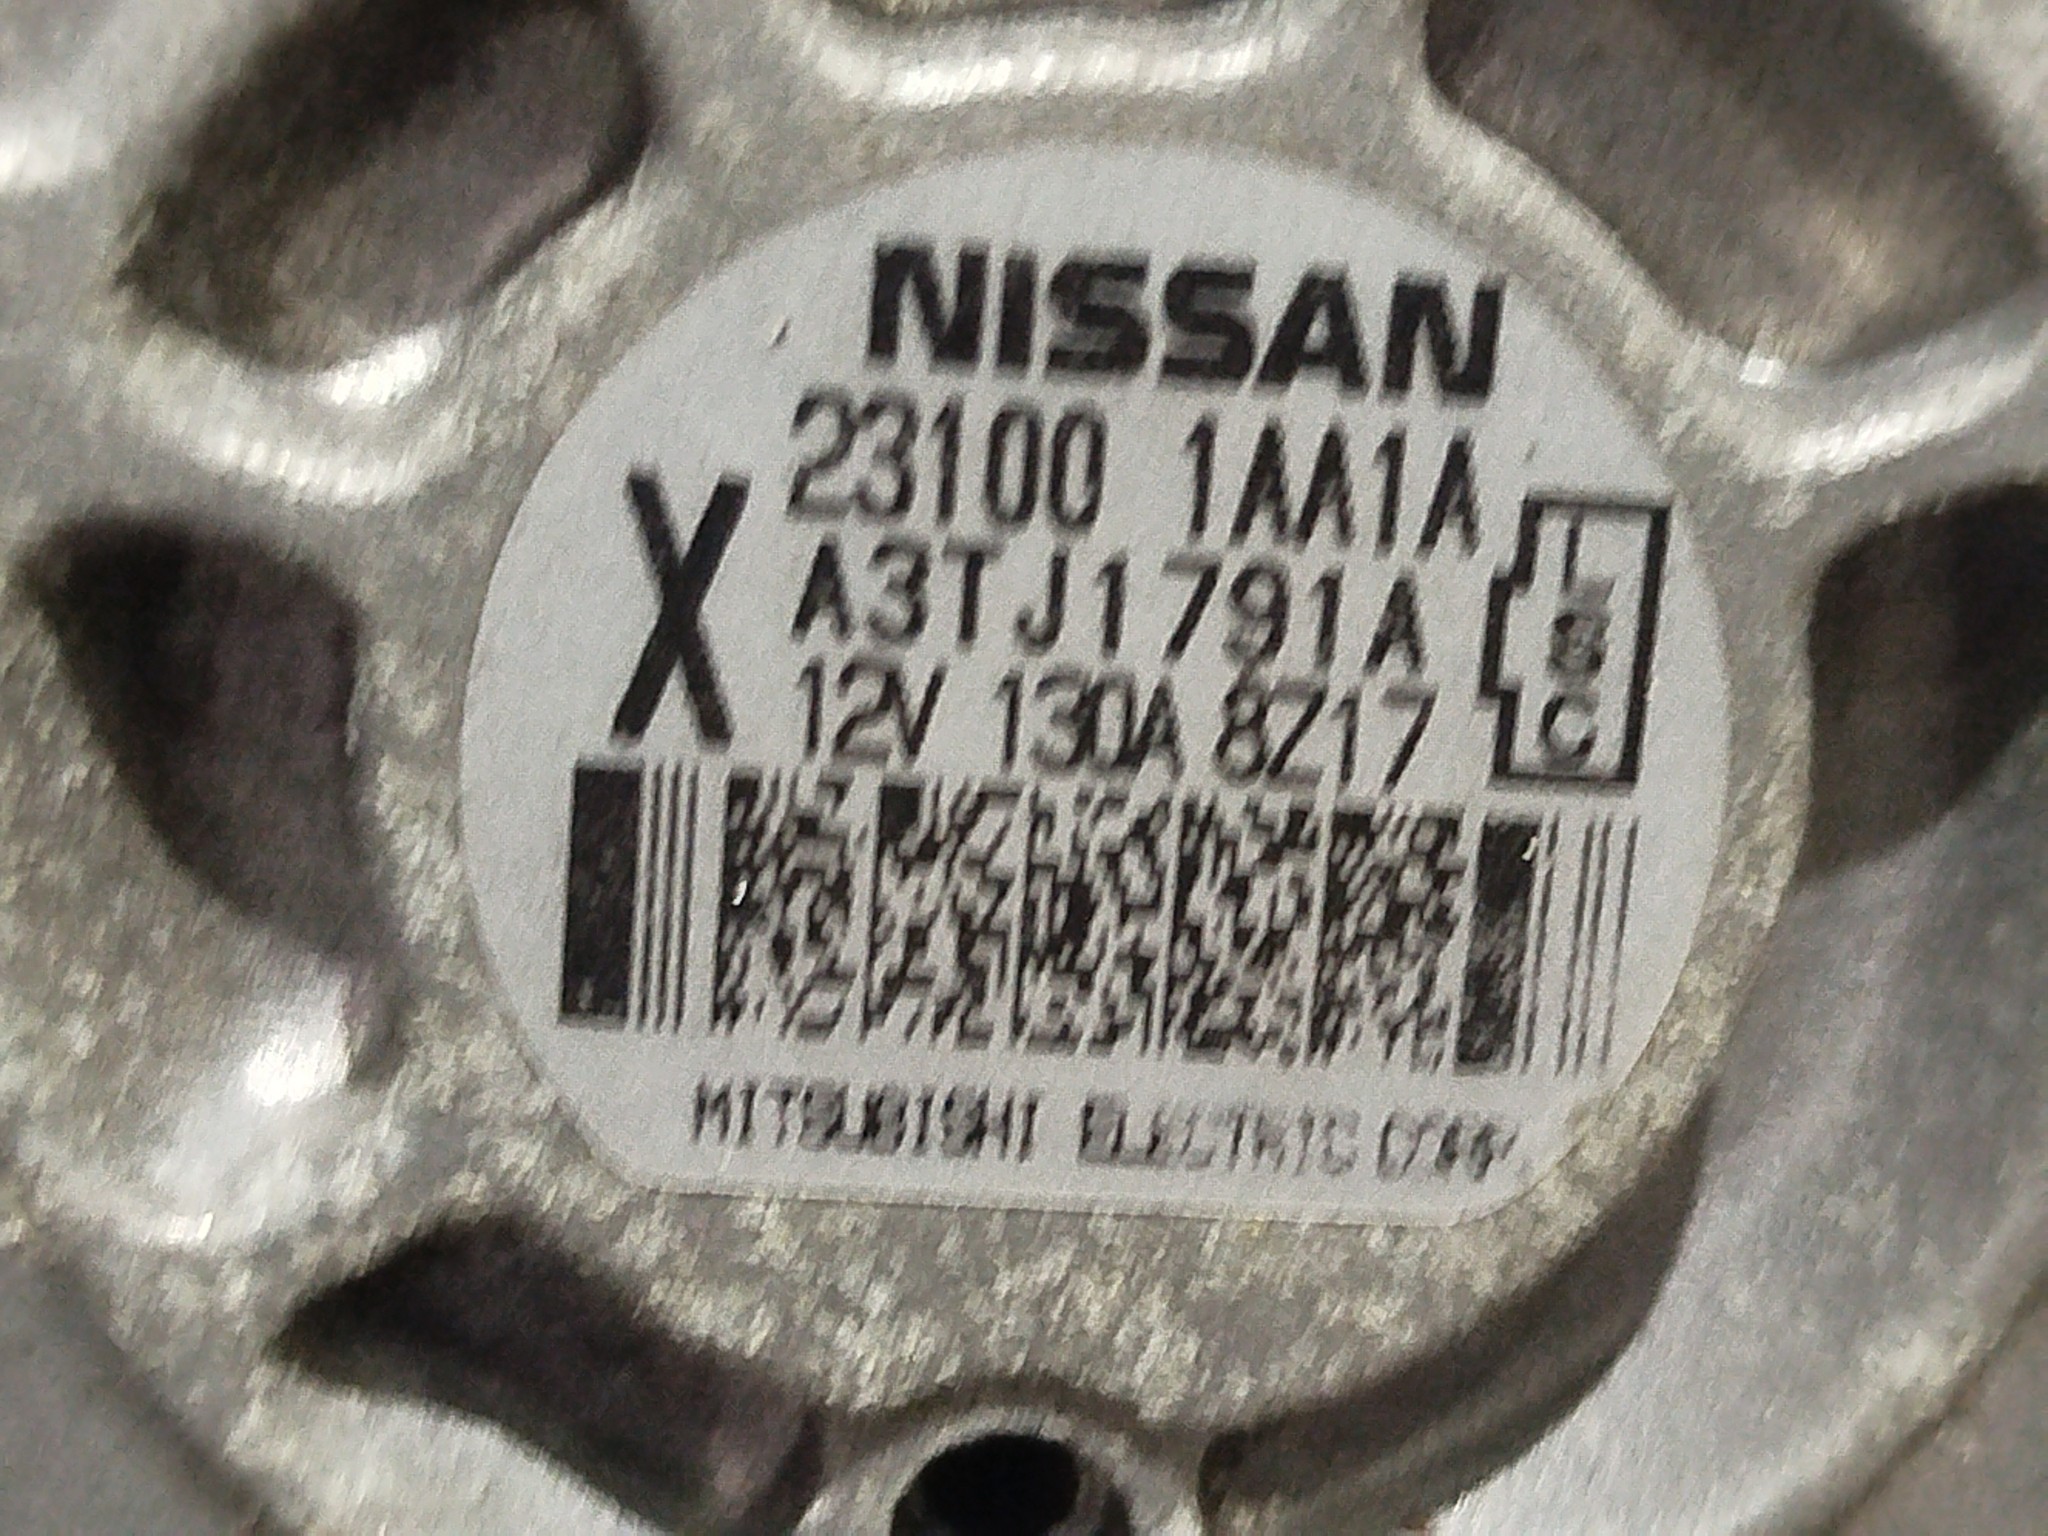 NISSAN
23100 1AA1A
X
A3TJ1791A
12V 130A 8Z17
L
S
C
MITSUBISHI ELECTRIC CORP.